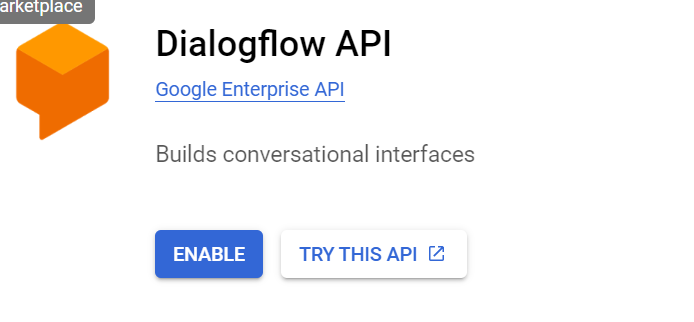 arketplace
Dialogflow API
Google Enterprise API
Builds conversational interfaces
ENABLE
TRY THIS API